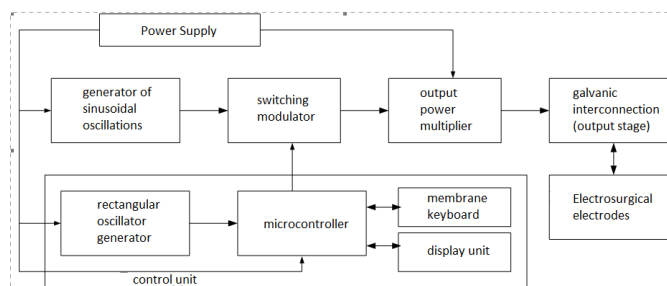 Power Supply
generator of
sinusoidal
oscillations
switching
modulator
output
power
multiplier
galvanic
interconnection
(output stage)
rectangular
oscillator
generator
microcontroller
membrane
keyboard
display unit
Electrosurgical
electrodes
control unit